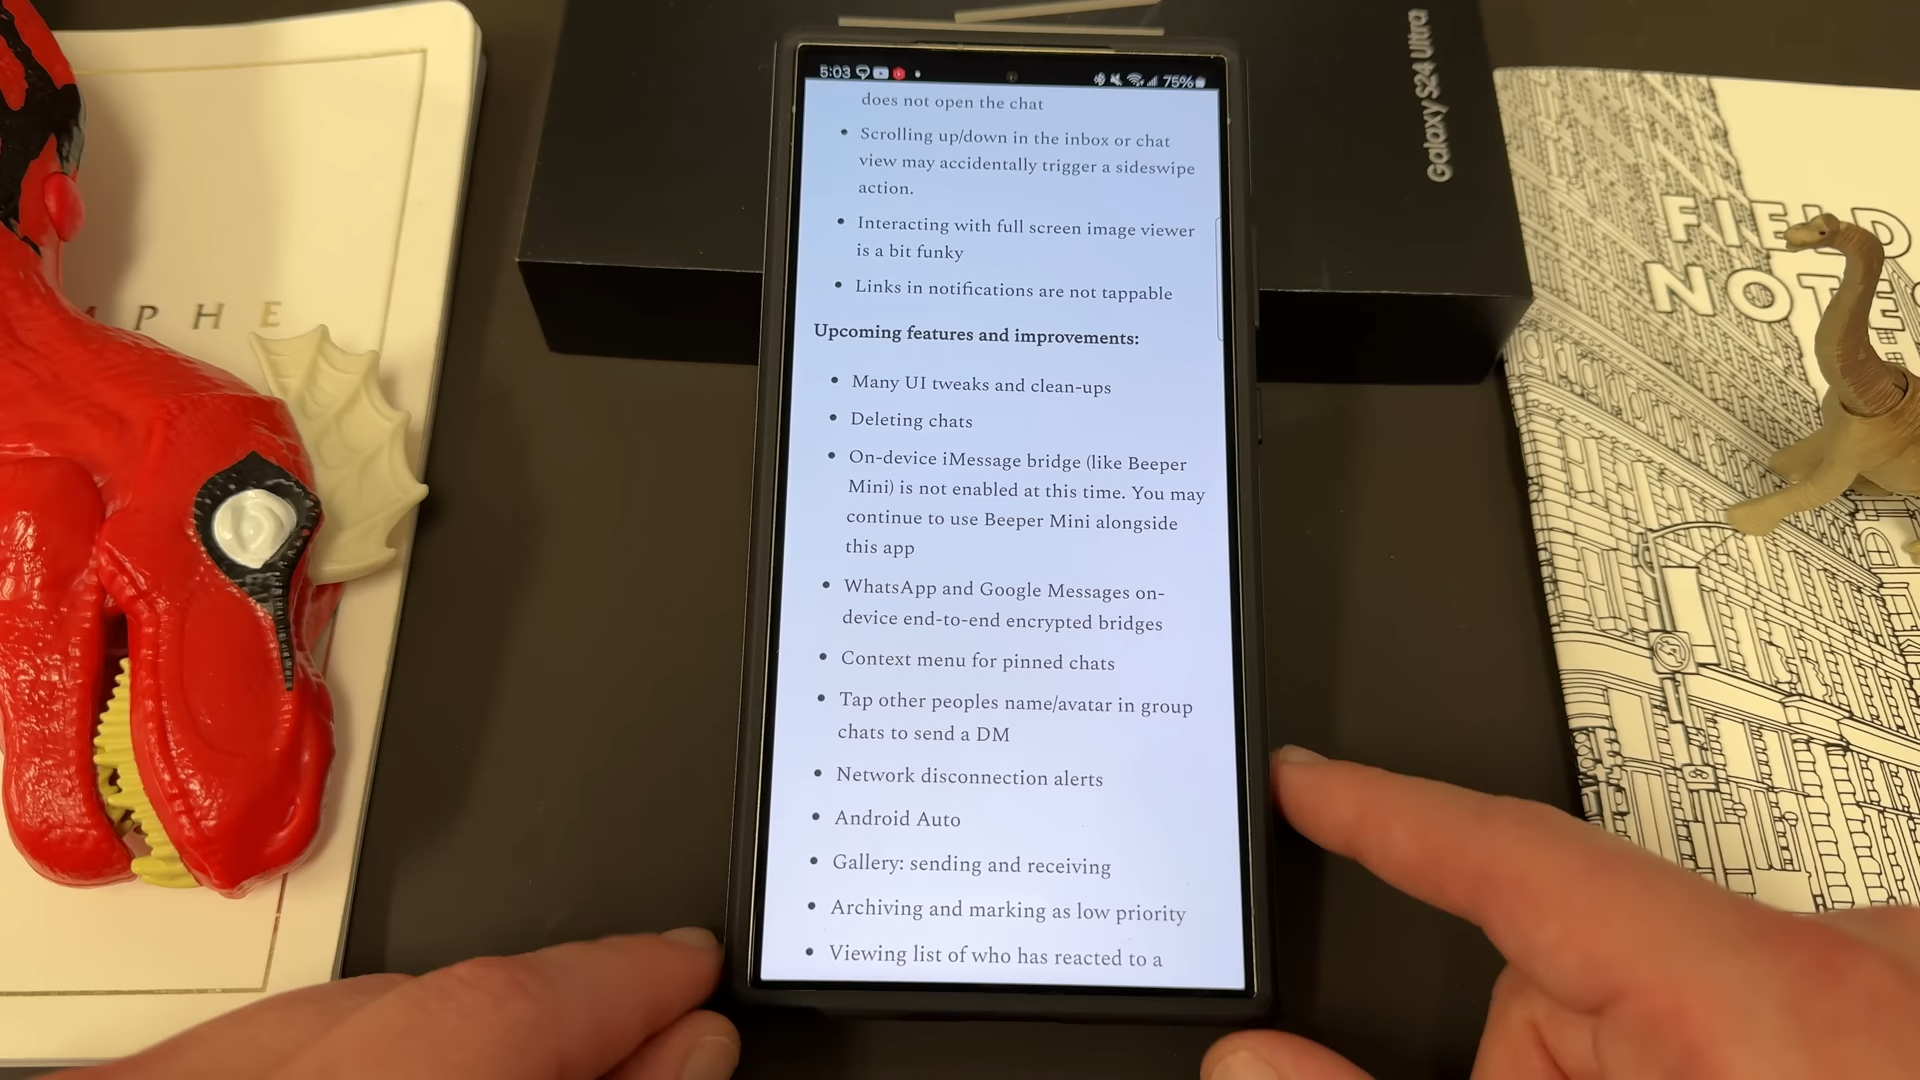 5:03
75%
does not open the chat
• Scrolling up/down in the inbox or chat
view may accidentally trigger a sideswipe
action.
• Interacting with full screen image viewer
is a bit funky
• Links in notifications are not tappable
Upcoming features and improvements:
• Many UI tweaks and clean-ups
• Deleting chats
• On-device iMessage bridge (like Beeper
Mini) is not enabled at this time. You may
continue to use Beeper Mini alongside
this app
• WhatsApp and Google Messages on-
device end-to-end encrypted bridges
• Context menu for pinned chats
• Tap other peoples name/avatar in group
chats to send a DM
• Network disconnection alerts
• Android Auto
• Gallery: sending and receiving
• Archiving and marking as low priority
• Viewing list of who has reacted to a
Galaxy S24 Ultra
PHE
FIELD
NOTES